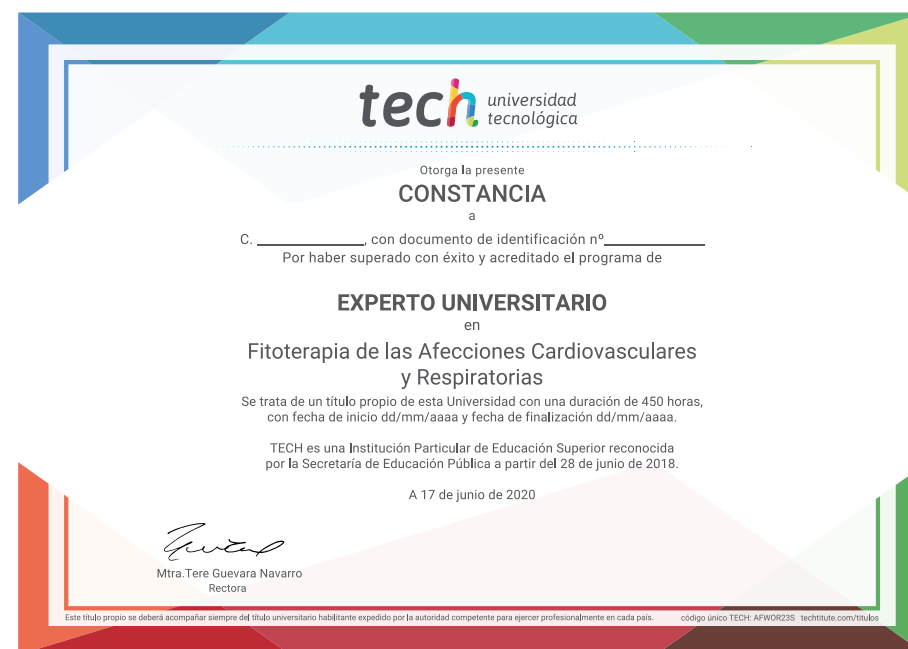 tech universidad
tecnológica
Otorga la presente
CONSTANCIA
a
C. ____________, con documento de identificación nº____________
Por haber superado con éxito y acreditado el programa de
EXPERTO UNIVERSITARIO
en
Fitoterapia de las Afecciones Cardiovasculares
y Respiratorias
Se trata de un título propio de esta Universidad con una duración de 450 horas,
con fecha de inicio dd/mm/aaaa y fecha de finalización dd/mm/aaaa.
TECH es una Institución Particular de Educación Superior reconocida
por la Secretaría de Educación Pública a partir del 28 de junio de 2018.
A 17 de junio de 2020
Mtra.Tere Guevara Navarro
Rectora
Este título propio se deberá acompañar siempre del título universitario habilitante expedido por la autoridad competente para ejercer profesionalmente en cada país. código único TECH: AFWOR23S techtitute.com/titulos